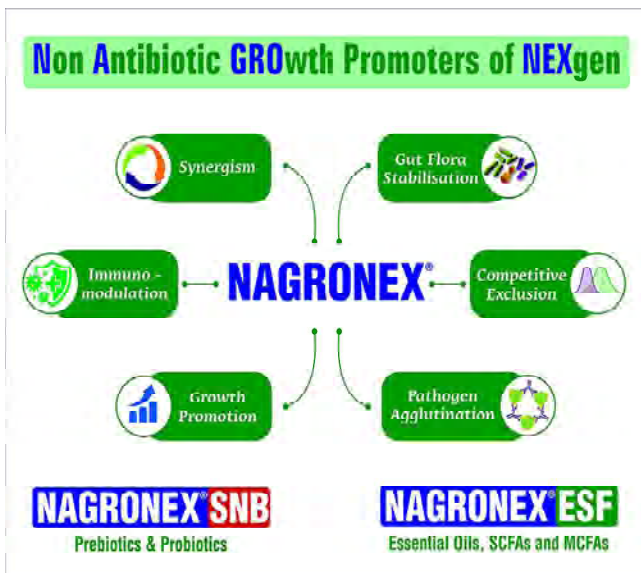 Non Antibiotic GROwth Promoters of NEXgen
Synergism
Gut Flora
Stabilisation
Immuno -
modulation
NAGRONEX®
Competitive
Exclusion
Growth
Promotion
Pathogen
Agglutination
NAGRONEX® SNB
Prebiotics & Probiotics
NAGRONEX® ESF
Essential Oils, SCFAs and MCFAs